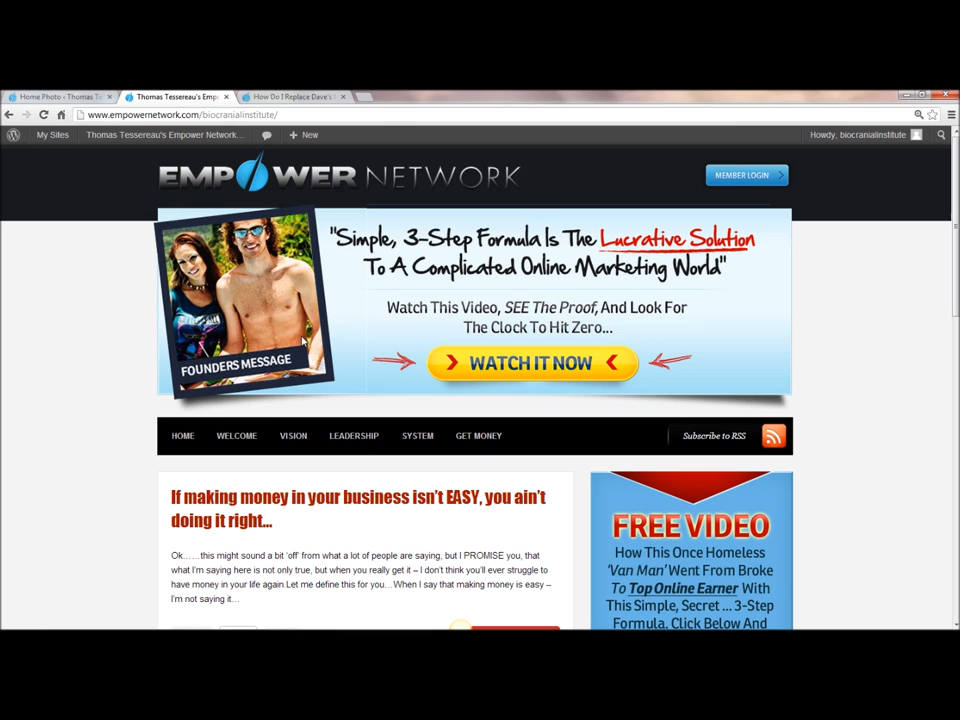 Home Photo ‹ Thomas Te
Thomas Tessereau's Emp
How Do I Replace Dave's
www.empowernetwork.com/biocranialinstitute/
My Sites
Thomas Tessereau's Empower Network...
+ New
Howdy, biocranialinstitute
EMPOWER NETWORK
MEMBER LOGIN
"Simple, 3-Step Formula Is The Lucrative Solution
To A Complicated Online Marketing World"
Watch This Video, SEE The Proof, And Look For
The Clock To Hit Zero...
WATCH IT NOW
FOUNDERS MESSAGE
HOME
WELCOME
VISION
LEADERSHIP
SYSTEM
GET MONEY
Subscribe to RSS
If making money in your business isn't EASY, you ain't
doing it right...
Ok……this might sound a bit 'off' from what a lot of people are saying, but I PROMISE you, that
what I'm saying here is not only true, but when you really get it – I don't think you'll ever struggle to
have money in your life again.Let me define this for you…When I say that making money is easy –
I'm not saying it…
FREE VIDEO
How This Once Homeless
'Van Man' Went From Broke
To Top Online Earner With
This Simple, Secret ... 3-Step
Formula. Click Below And